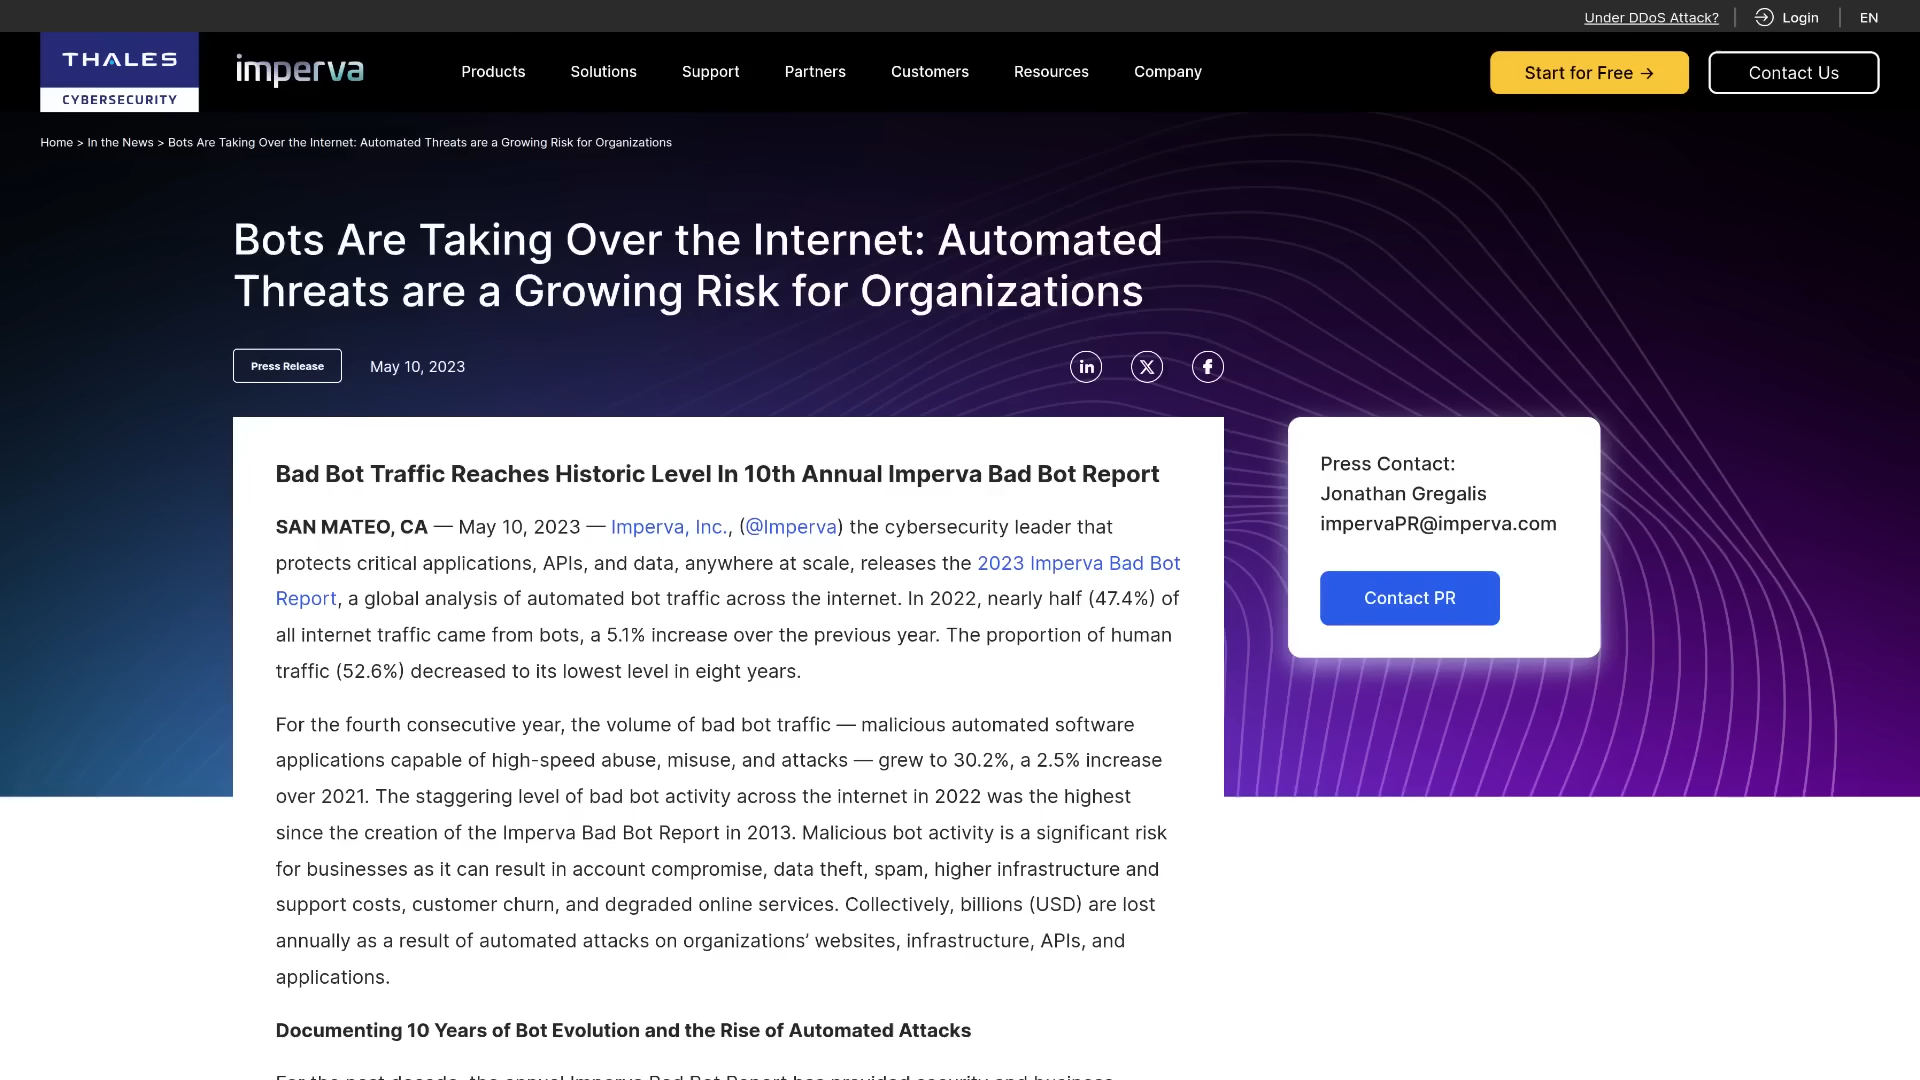 Under DDoS Attack?
Login
EN
THALES
CYBERSECURITY
imperva
Products
Solutions
Support
Partners
Customers
Resources
Company
Start for Free →
Contact Us
Home > In the News > Bots Are Taking Over the Internet: Automated Threats are a Growing Risk for Organizations
Bots Are Taking Over the Internet: Automated
Threats are a Growing Risk for Organizations
Press Release
May 10, 2023
Bad Bot Traffic Reaches Historic Level In 10th Annual Imperva Bad Bot Report
SAN MATEO, CA — May 10, 2023 — Imperva, Inc., (@Imperva) the cybersecurity leader that
protects critical applications, APIs, and data, anywhere at scale, releases the 2023 Imperva Bad Bot
Report, a global analysis of automated bot traffic across the internet. In 2022, nearly half (47.4%) of
all internet traffic came from bots, a 5.1% increase over the previous year. The proportion of human
traffic (52.6%) decreased to its lowest level in eight years.
For the fourth consecutive year, the volume of bad bot traffic — malicious automated software
applications capable of high-speed abuse, misuse, and attacks — grew to 30.2%, a 2.5% increase
over 2021. The staggering level of bad bot activity across the internet in 2022 was the highest
since the creation of the Imperva Bad Bot Report in 2013. Malicious bot activity is a significant risk
for businesses as it can result in account compromise, data theft, spam, higher infrastructure and
support costs, customer churn, and degraded online services. Collectively, billions (USD) are lost
annually as a result of automated attacks on organizations’ websites, infrastructure, APIs, and
applications.
Documenting 10 Years of Bot Evolution and the Rise of Automated Attacks
For the past decade, the annual Imperva Bad Bot Report has provided security and business
Press Contact:
Jonathan Gregalis
impervaPR@imperva.com
Contact PR